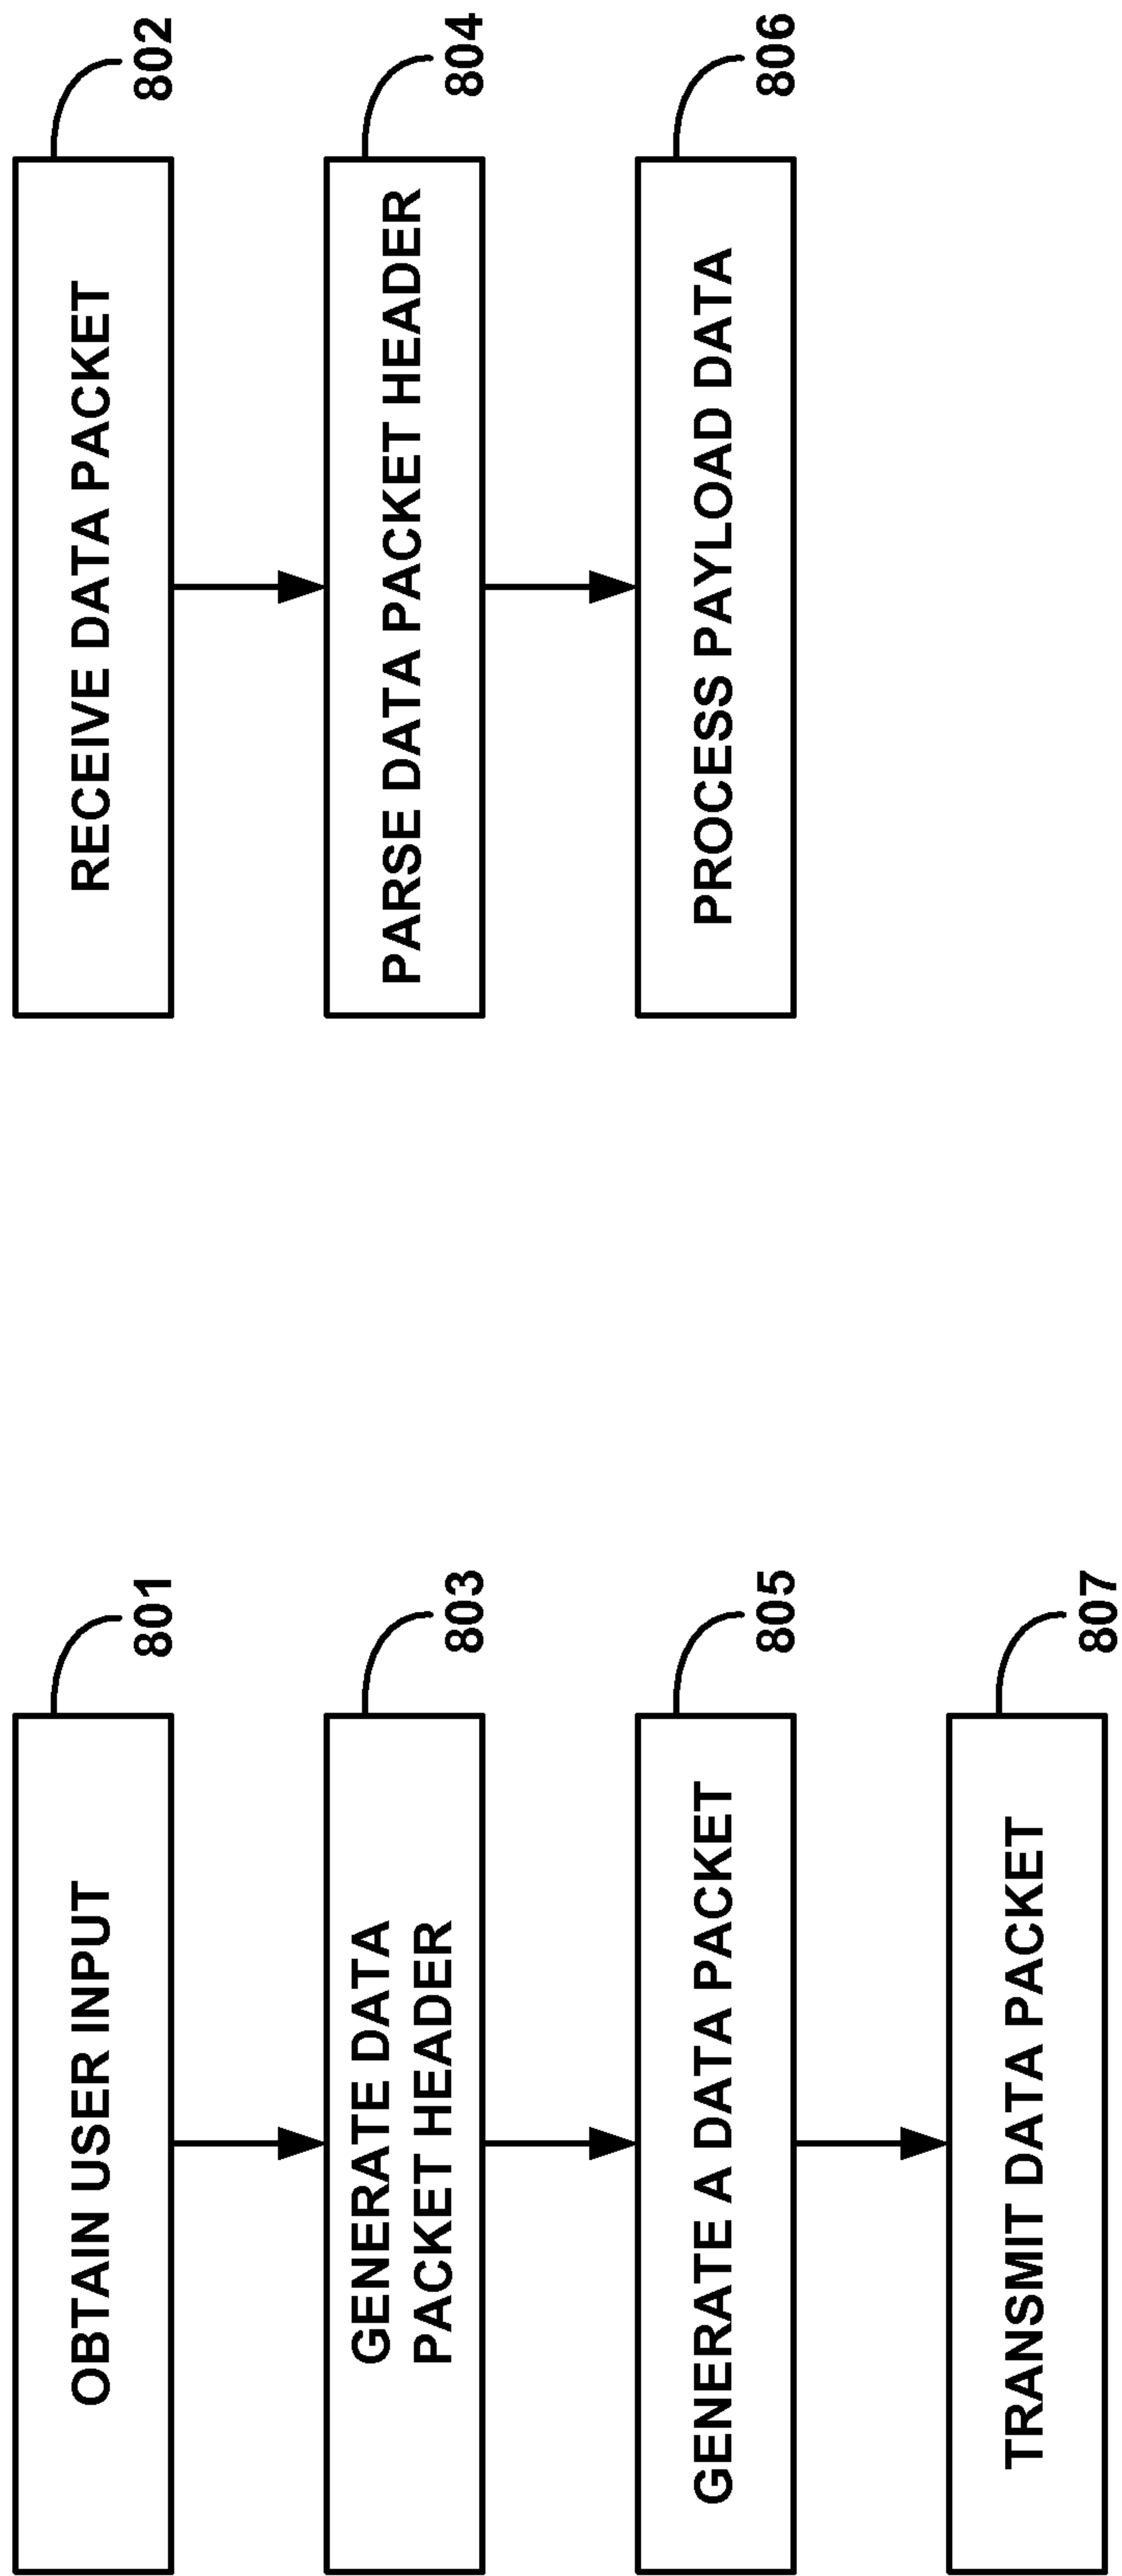 OBTAIN USER INPUT
801
GENERATE DATA
PACKET HEADER
803
GENERATE A DATA PACKET
805
TRANSMIT DATA PACKET
807
RECEIVE DATA PACKET
802
PARSE DATA PACKET HEADER
804
PROCESS PAYLOAD DATA
806